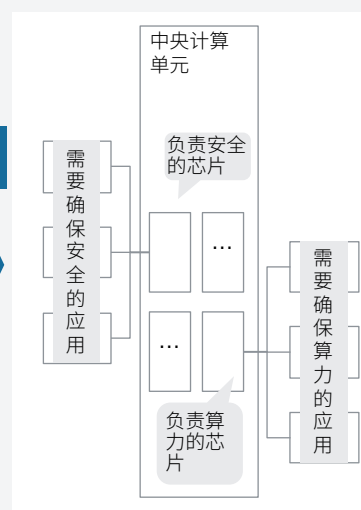 中央计算
单元
负责安全
的芯片
需要确保安全的应用
…
…
需要确保算力的应用
负责算
力的芯
片